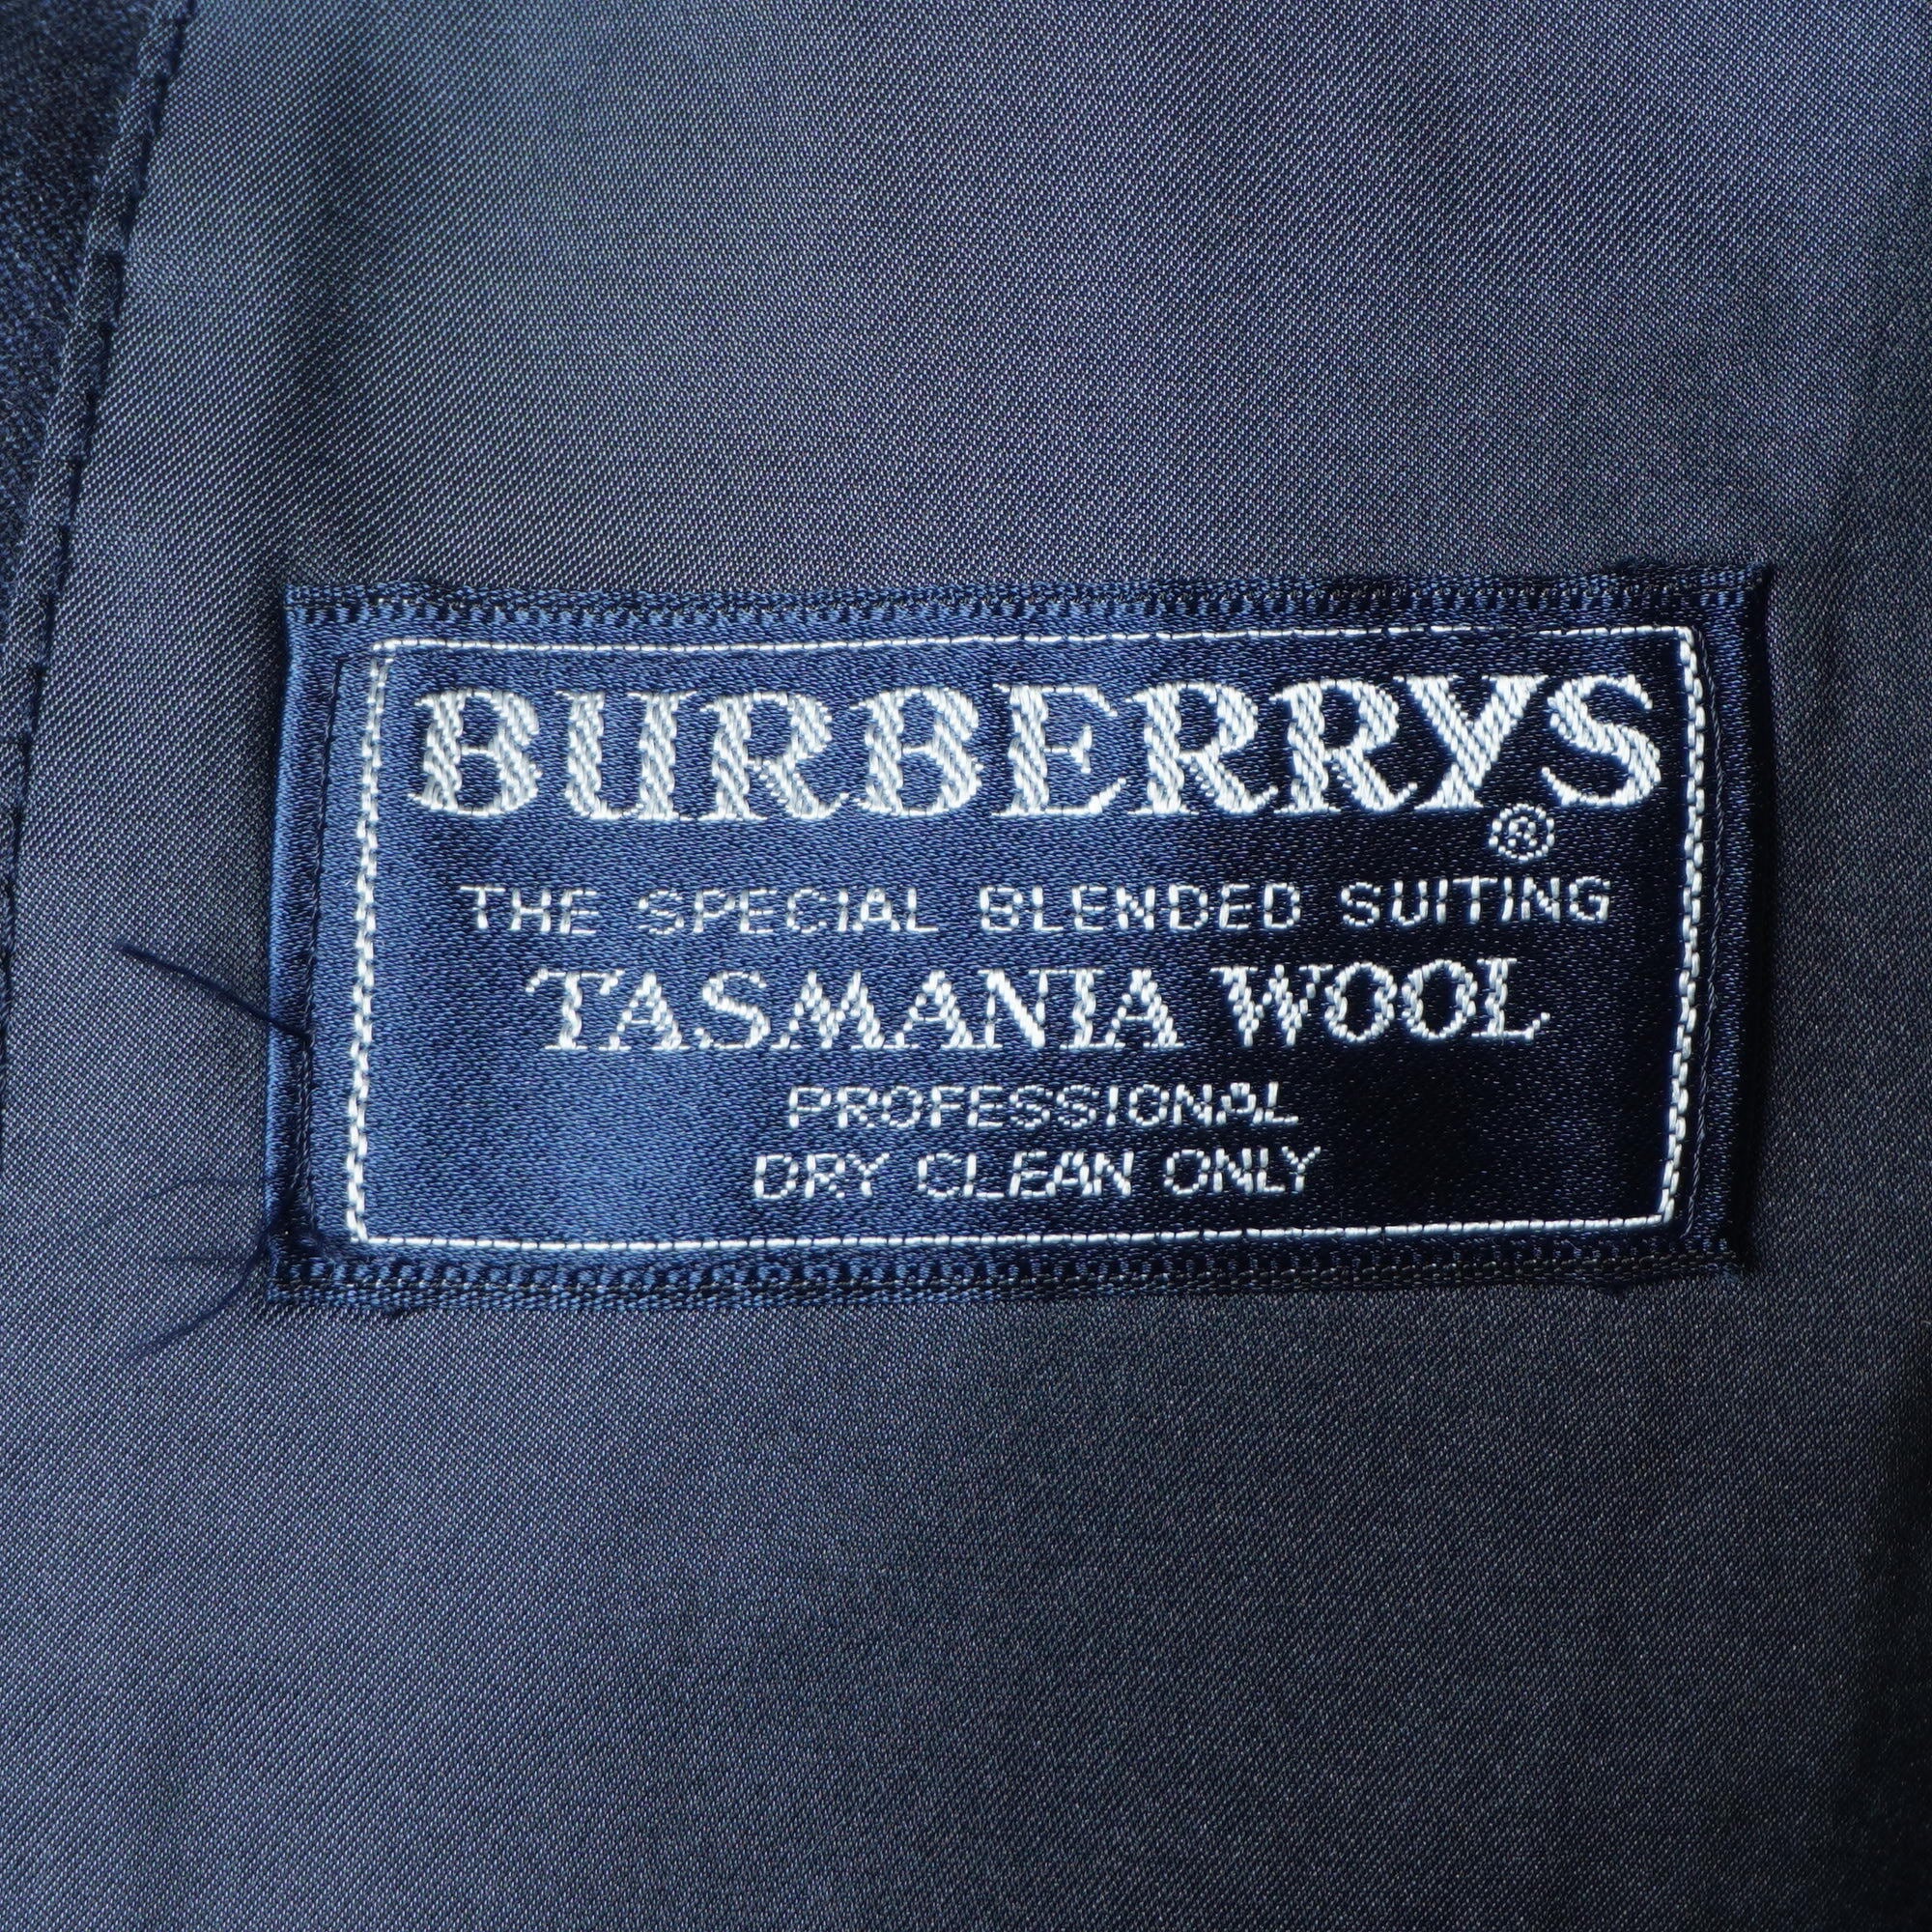 BURBERRYS
®
THE SPECIAL BLENDED SUITING
TASMANIA WOOL
PROFESSIONAL
DRY CLEAN ONLY